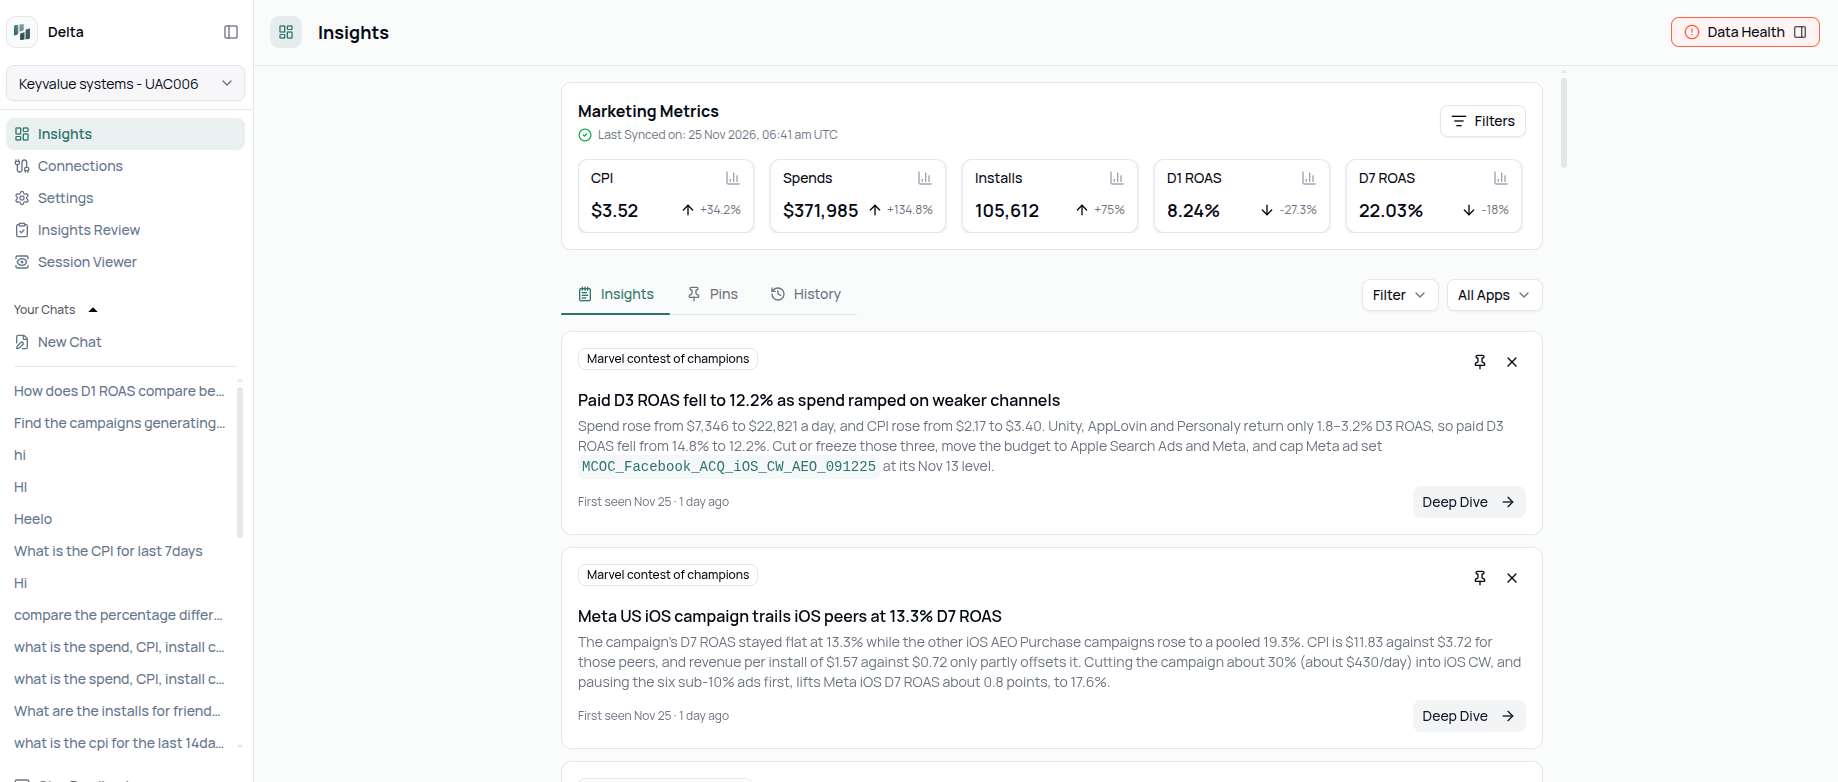 Delta
Keyvalue systems - UAC006
Insights
Connections
Settings
Insights Review
Session Viewer
Your Chats
New Chat
How does D1 ROAS compare be...
Find the campaigns generating...
hi
HI
Heelo
What is the CPI for last 7days
Hi
compare the percentage differ...
what is the spend, CPI, install c...
what is the spend, CPI, install c...
What are the installs for friend...
what is the cpi for the last 14da...
Insights
Data Health
Marketing Metrics
Last Synced on: 25 Nov 2026, 06:41 am UTC
Filters
CPI
$3.52 +34.2%
Spends
$371,985 +134.8%
Installs
105,612 +75%
D1 ROAS
8.24% -27.3%
D7 ROAS
22.03% -18%
Insights Pins History
Filter All Apps
Marvel contest of champions
Paid D3 ROAS fell to 12.2% as spend ramped on weaker channels
Spend rose from $7,346 to $22,821 a day, and CPI rose from $2.17 to $3.40. Unity, AppLovin and Personaly return only 1.8–3.2% D3 ROAS, so paid D3
ROAS fell from 14.8% to 12.2%. Cut or freeze those three, move the budget to Apple Search Ads and Meta, and cap Meta ad set
MCOC_Facebook_ACQ_iOS_CW_AEO_091225 at its Nov 13 level.
First seen Nov 25 · 1 day ago
Deep Dive
Marvel contest of champions
Meta US iOS campaign trails iOS peers at 13.3% D7 ROAS
The campaign's D7 ROAS stayed flat at 13.3% while the other iOS AEO Purchase campaigns rose to a pooled 19.3%. CPI is $11.83 against $3.72 for
those peers, and revenue per install of $1.57 against $0.72 only partly offsets it. Cutting the campaign about 30% (about $430/day) into iOS CW, and
pausing the six sub-10% ads first, lifts Meta iOS D7 ROAS about 0.8 points, to 17.6%.
First seen Nov 25 · 1 day ago
Deep Dive